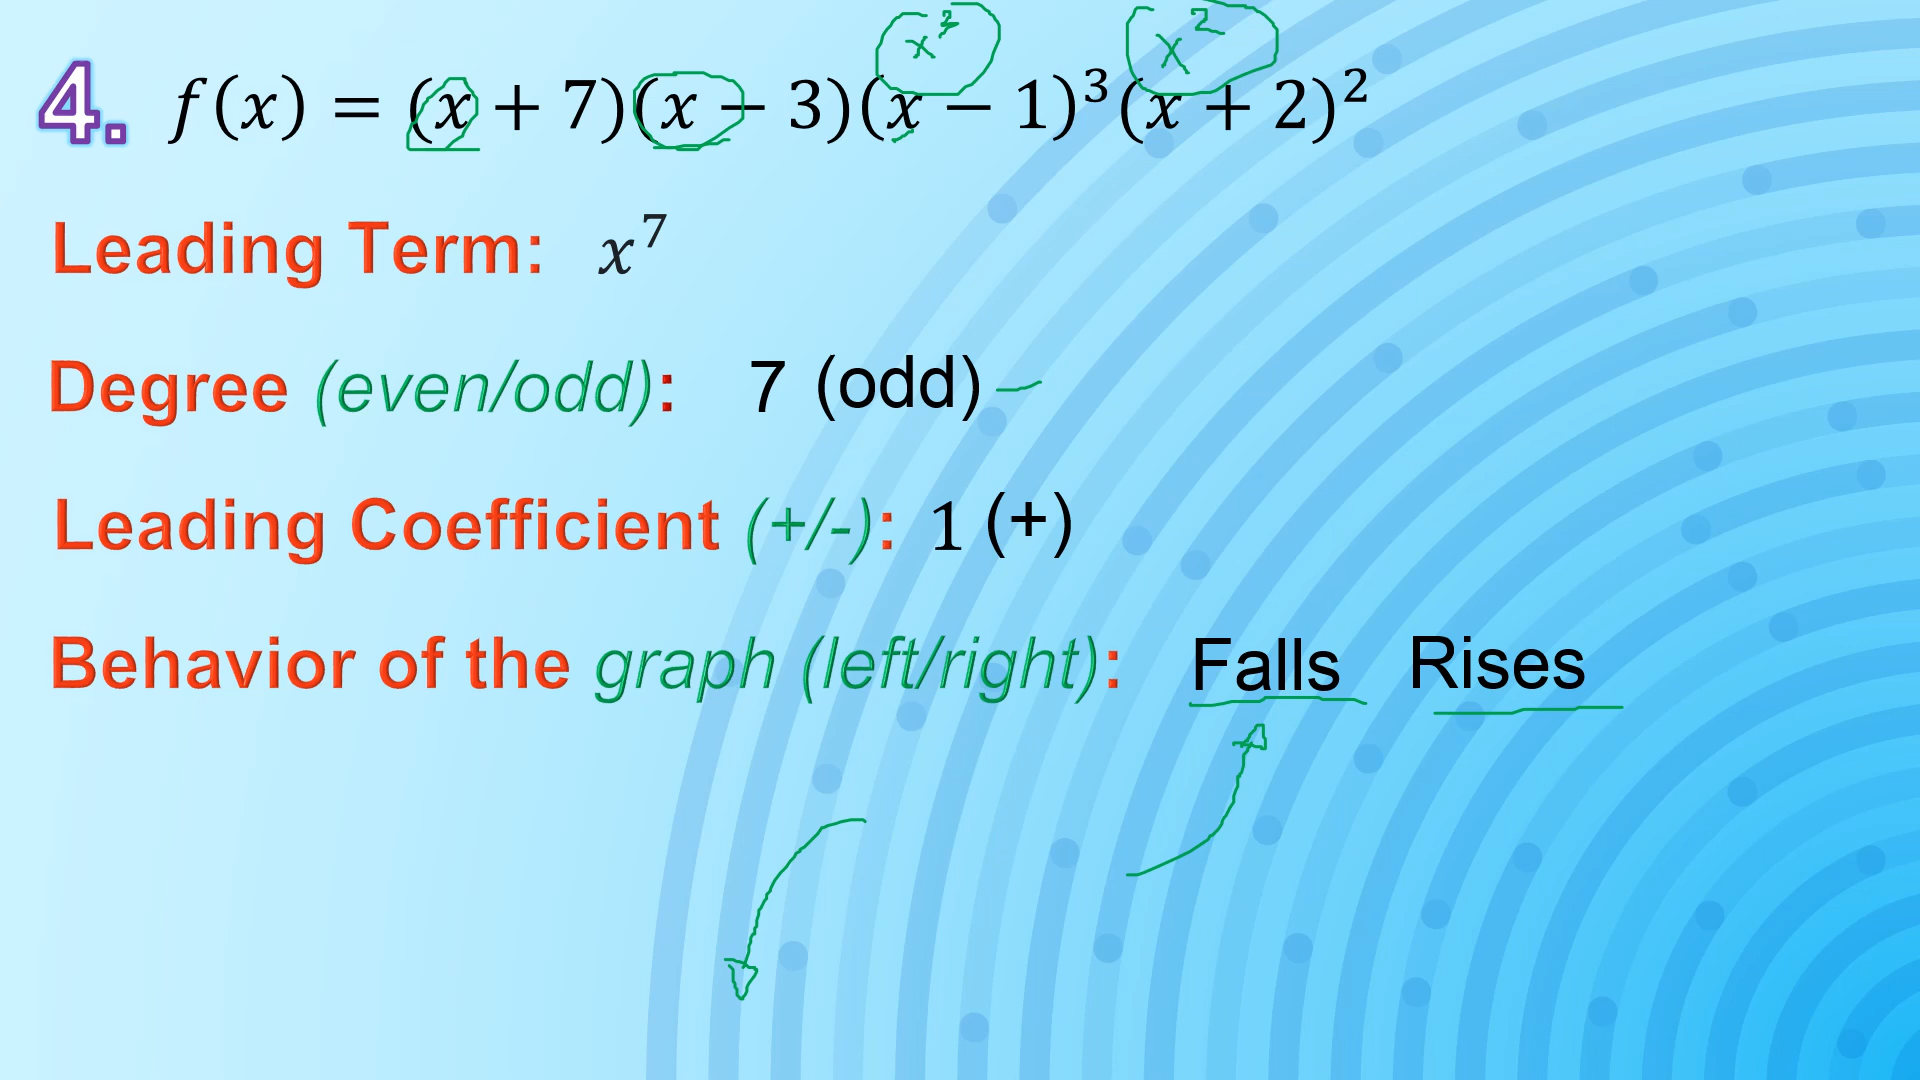 x² x²
4. f(x) = (x + 7)(x − 3)(x − 1)³(x + 2)²
Leading Term: x⁷
Degree (even/odd): 7 (odd)
Leading Coefficient (+/-): 1 (+)
Behavior of the graph (left/right): Falls Rises